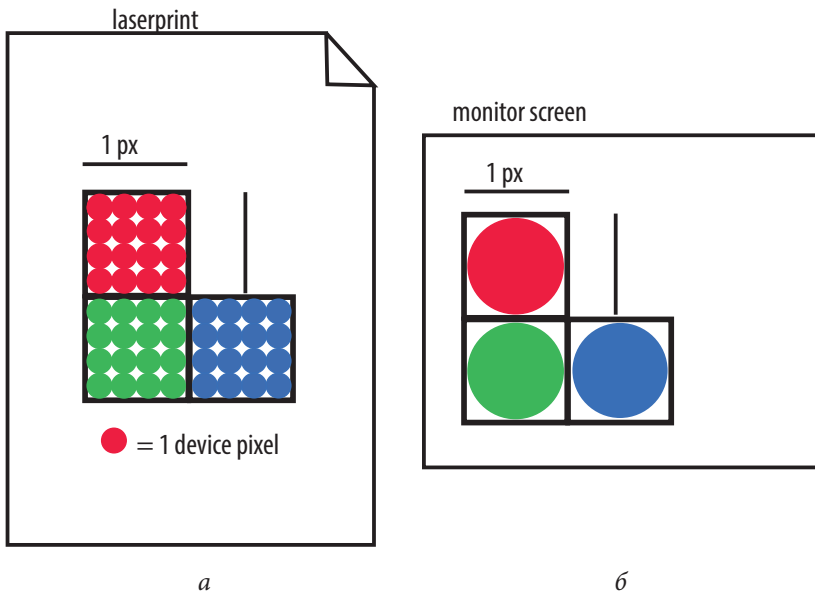 laserprint
1 px
= 1 device pixel
а
monitor screen
1 px
б